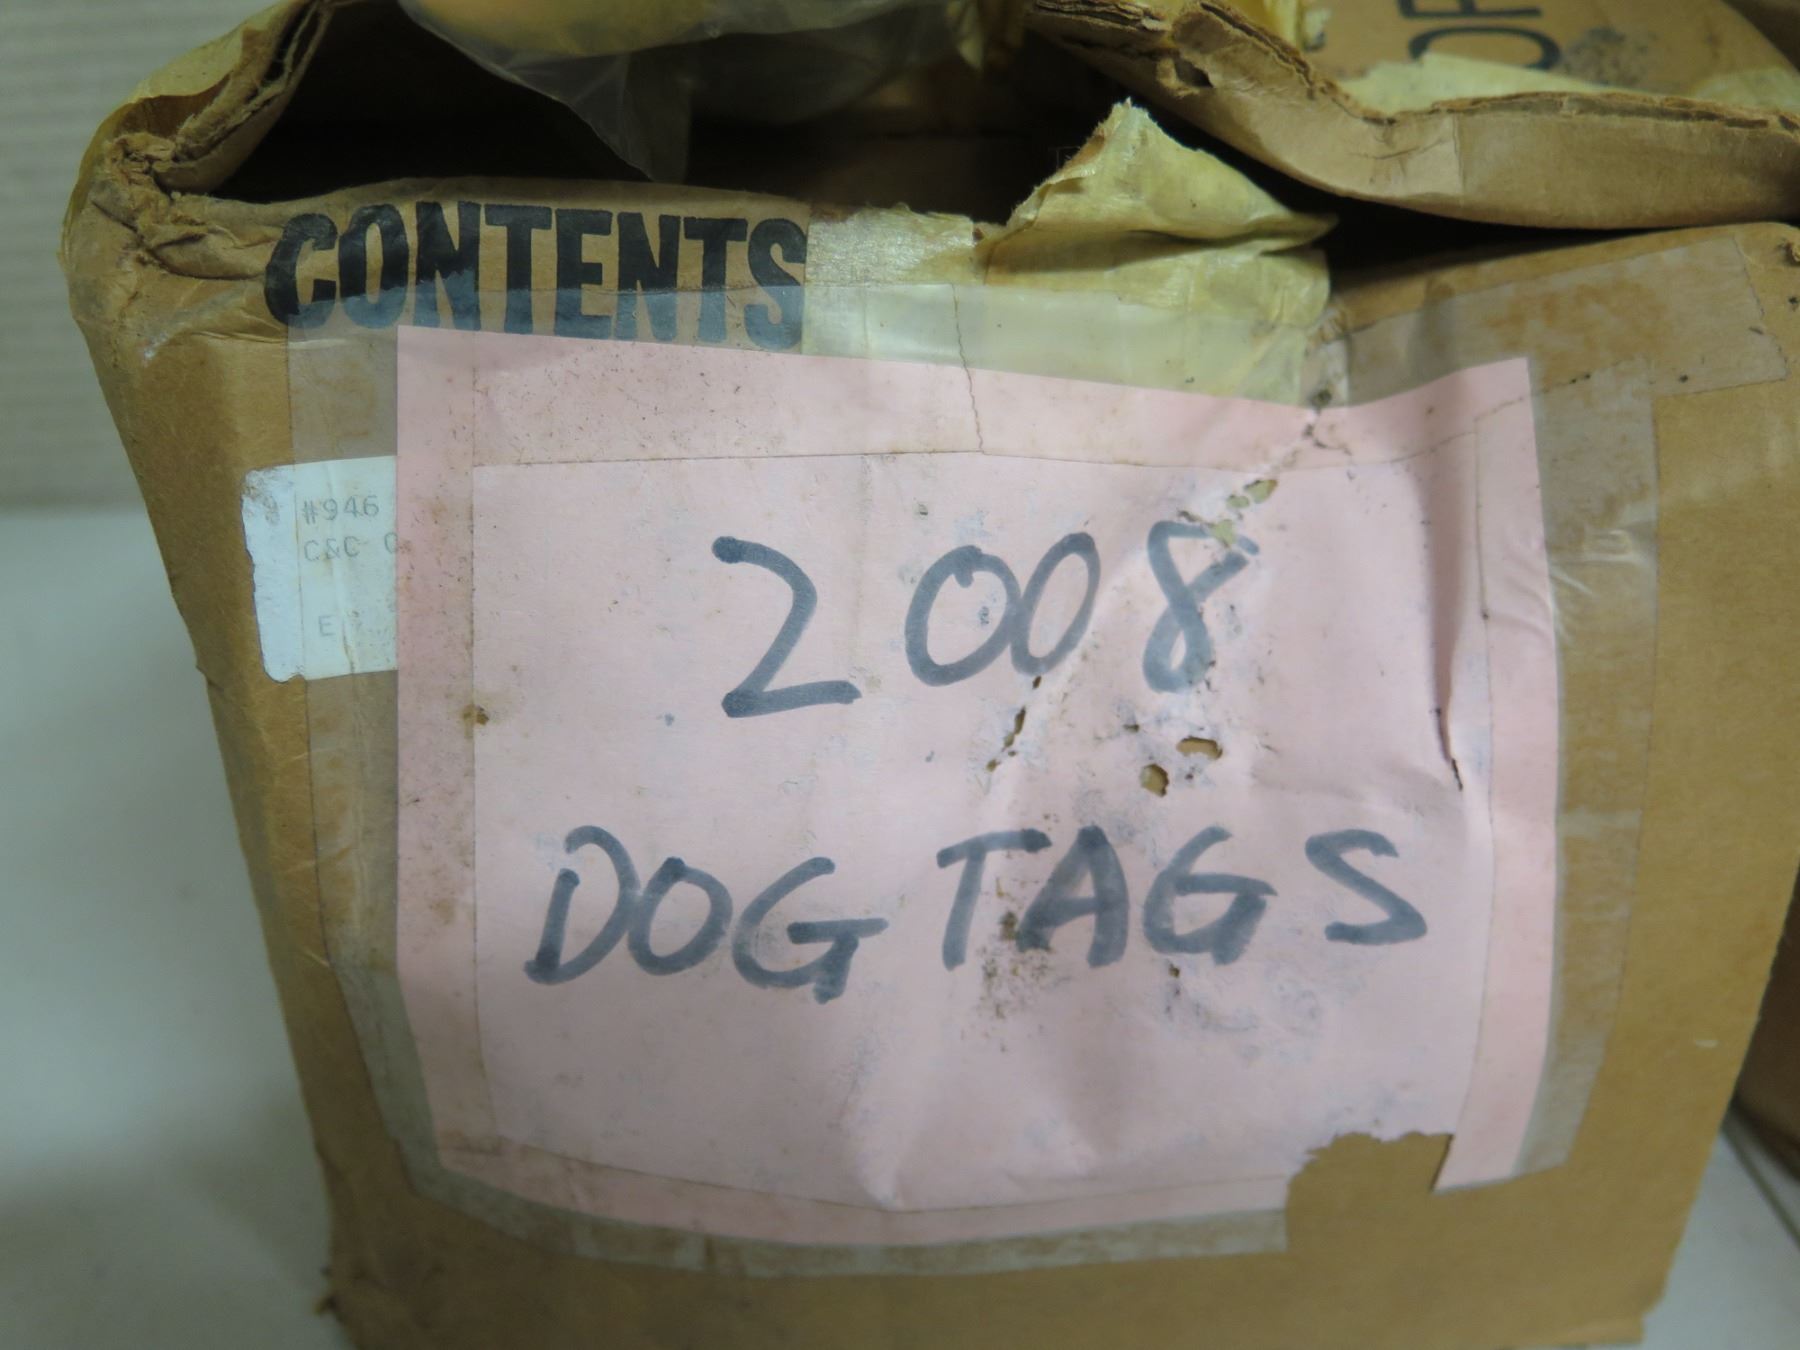 CONTENTS
#946
C&C
E
2008
DOG TAGS